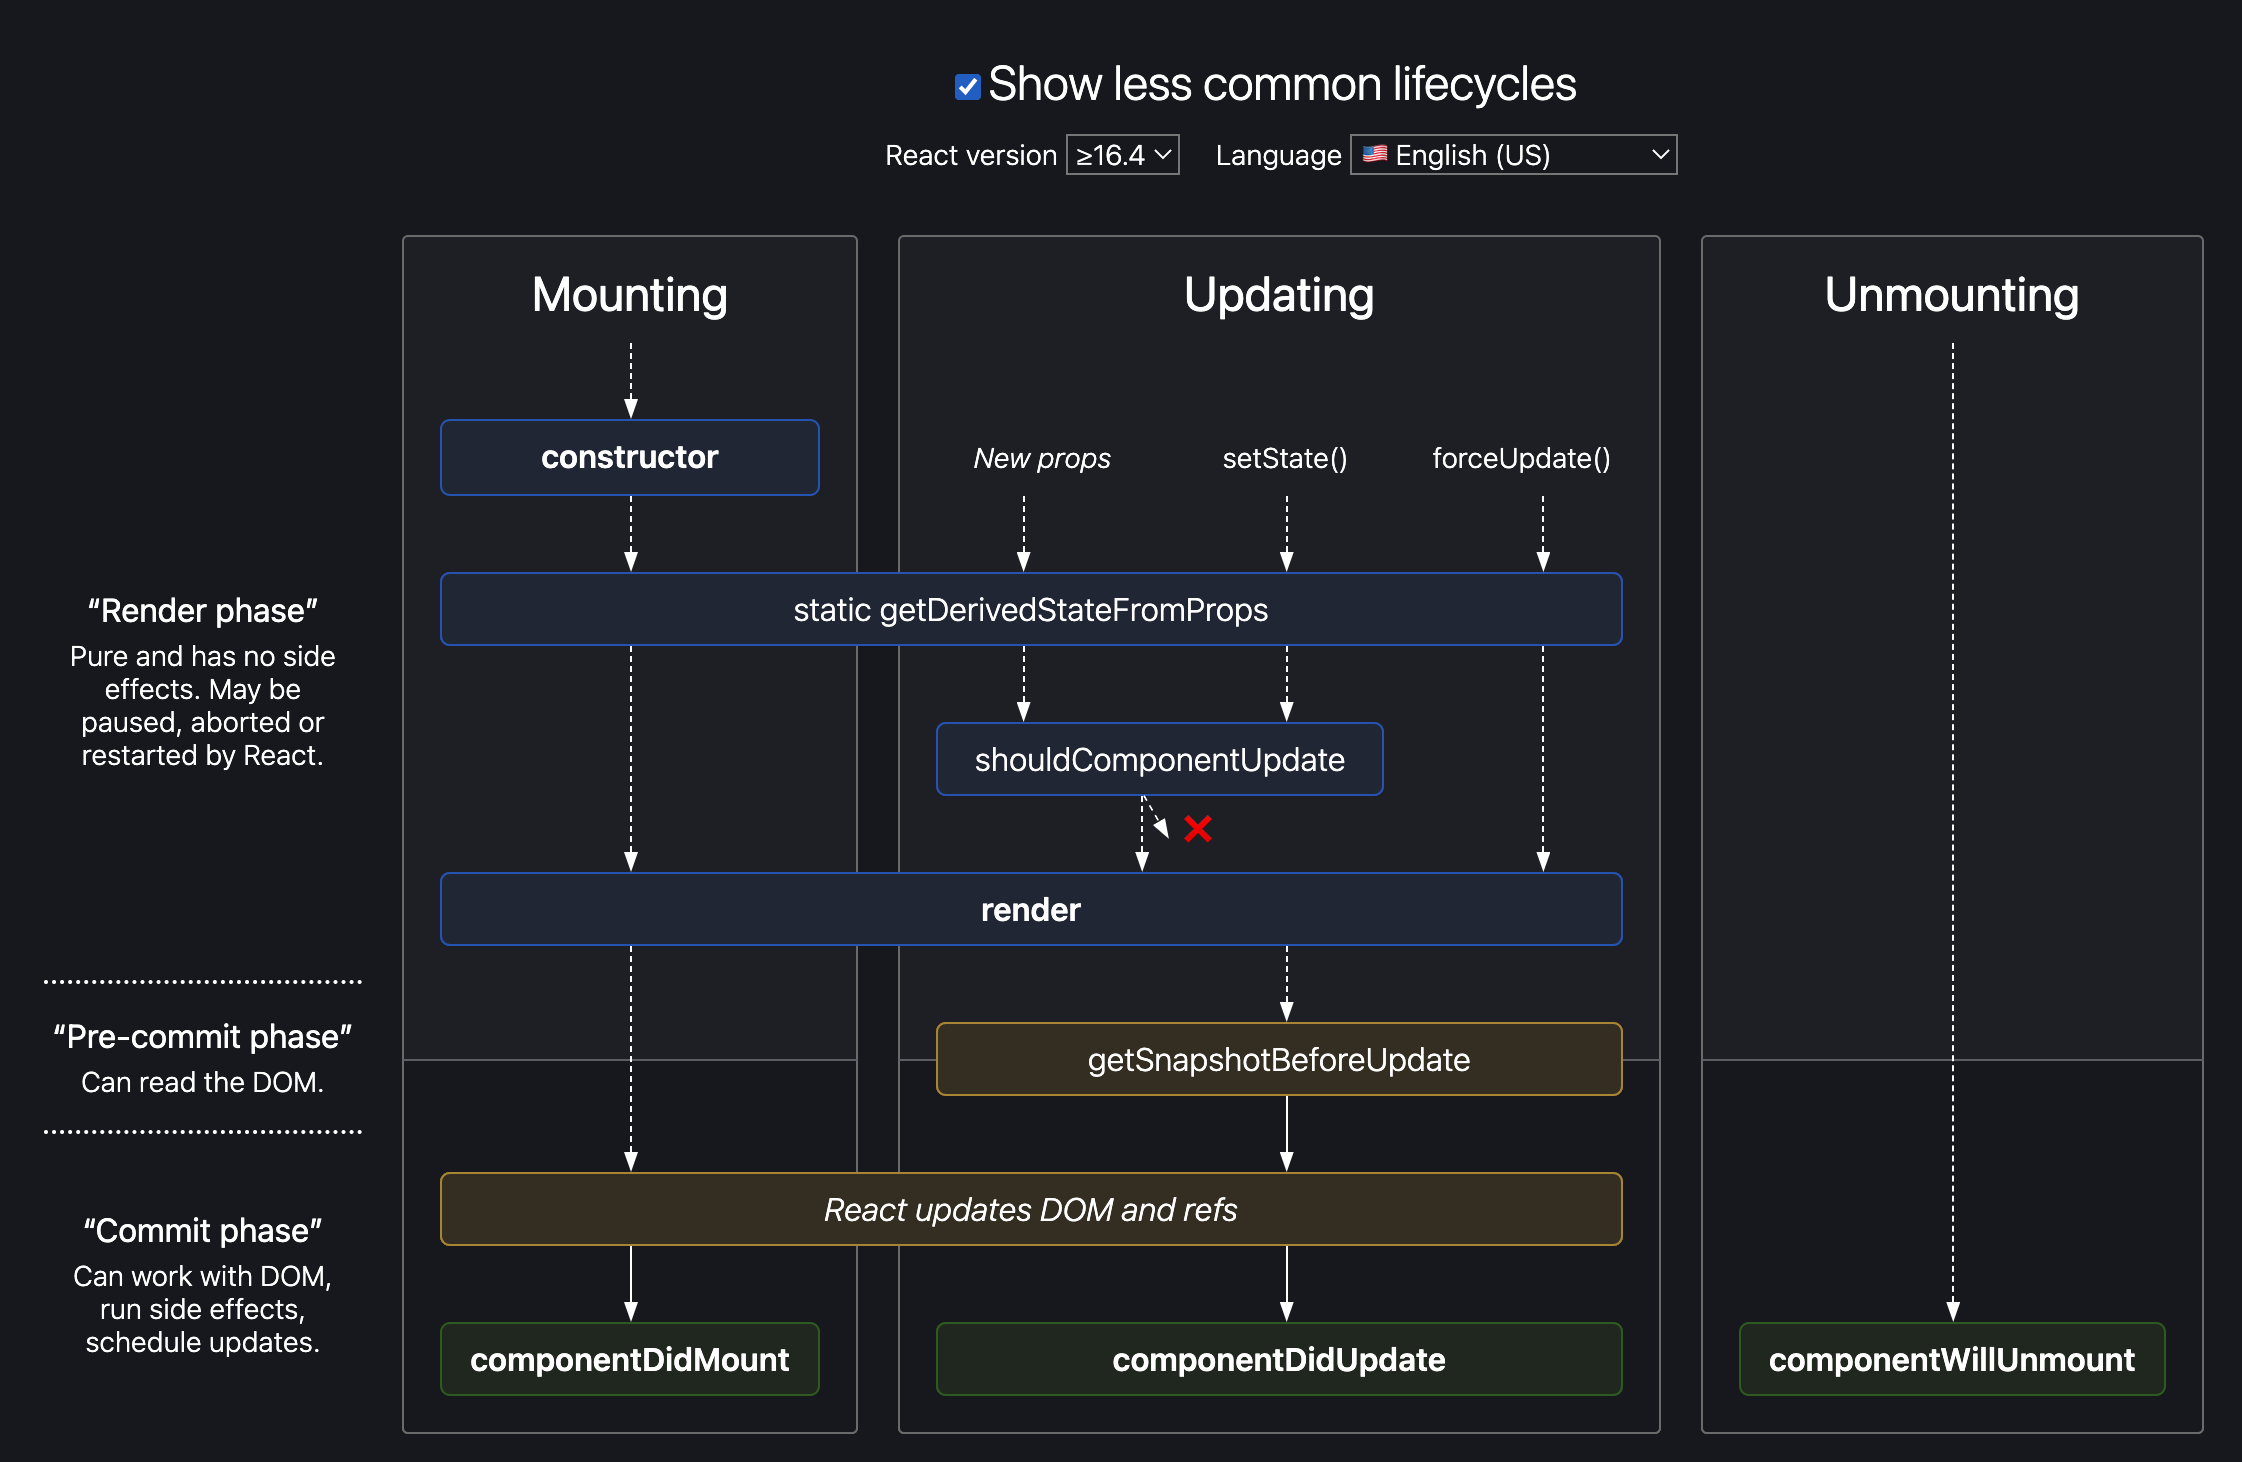 Show less common lifecycles
React version ≥16.4 Language 🇺🇸 English (US)
Mounting
Updating
Unmounting
constructor
New props
setState()
forceUpdate()
“Render phase”
Pure and has no side
effects. May be
paused, aborted or
restarted by React.
static getDerivedStateFromProps
shouldComponentUpdate
render
“Pre-commit phase”
Can read the DOM.
getSnapshotBeforeUpdate
“Commit phase”
Can work with DOM,
run side effects,
schedule updates.
React updates DOM and refs
componentDidMount
componentDidUpdate
componentWillUnmount